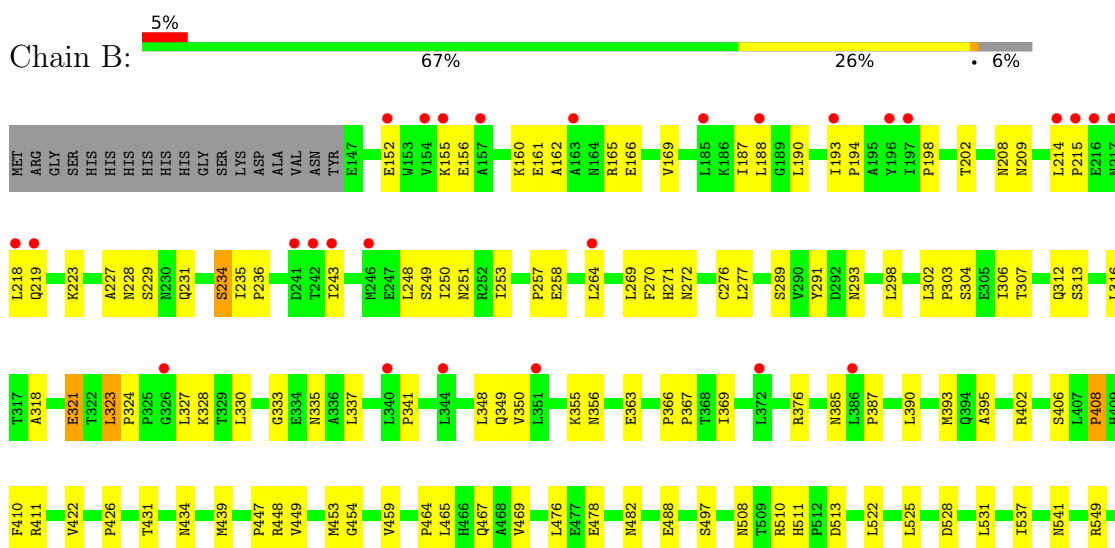 5%
Chain B:
67% 26% • 6%
MET ARG GLY SER HIS HIS HIS HIS HIS HIS GLY SER LYS ASP ALA VAL ASN TYR E147 E152 W153 V154 K155 E156 A157 K160 E161 A162 A163 N164 R165 E166 V169 L185 K186 I187 L188 G189 L190 I193 P194 A195 Y196 I197 P198 T202 N208 N209 L214 P215 E216 N217
L218 Q219 K223 A227 N228 S229 N230 Q231 S234 I235 P236 D241 T242 I243 M246 E247 L248 S249 I250 N251 R252 I253 P257 E258 L264 L269 F270 H271 N272 C276 L277 S289 V290 Y291 D292 N293 L298 L302 P303 S304 E305 I306 T307 Q312 S313 L316
T317 A318 E321 T322 L323 P324 P325 G326 L327 K328 T329 L330 G333 E334 N335 A336 L337 L340 P341 L344 L348 Q349 V350 L351 K355 N356 E363 P366 P367 T368 I369 L372 R376 N385 L386 P387 L390 M393 Q394 A395 R402 S406 L407 P408 H409
F410 R411 V422 P426 T431 N434 M439 P447 R448 V449 M453 G454 V459 P464 L465 H466 Q467 A468 V469 L476 E477 E478 N482 E488 S497 N508 T509 R510 H511 P512 D513 L522 L525 D528 L531 I537 N541 R549